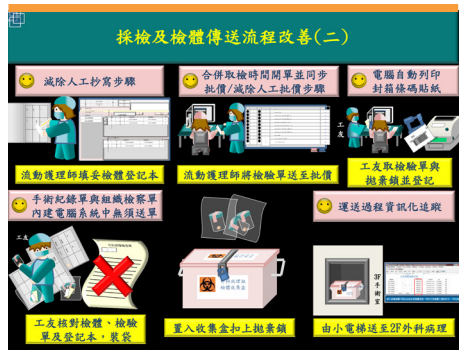 採檢及檢體傳送流程改善(二)
減除人工抄寫步驟
合併取檢時間開單並同步
批價/減除人工批價步驟
電腦自動列印
封箱條碼貼紙
工友
流動護理師填妥檢體登記本
流動護理師將檢驗單送至批價
工友取檢驗單與
拋棄鎖並登記
手術紀錄單與組織檢察單
內建電腦系統中無須送單
運送過程資訊化追蹤
工友
3F
手術室
工友核對檢體、檢驗
單及登記本，裝袋
置入收集盒扣上拋棄鎖
由小電梯送至2F外科病理